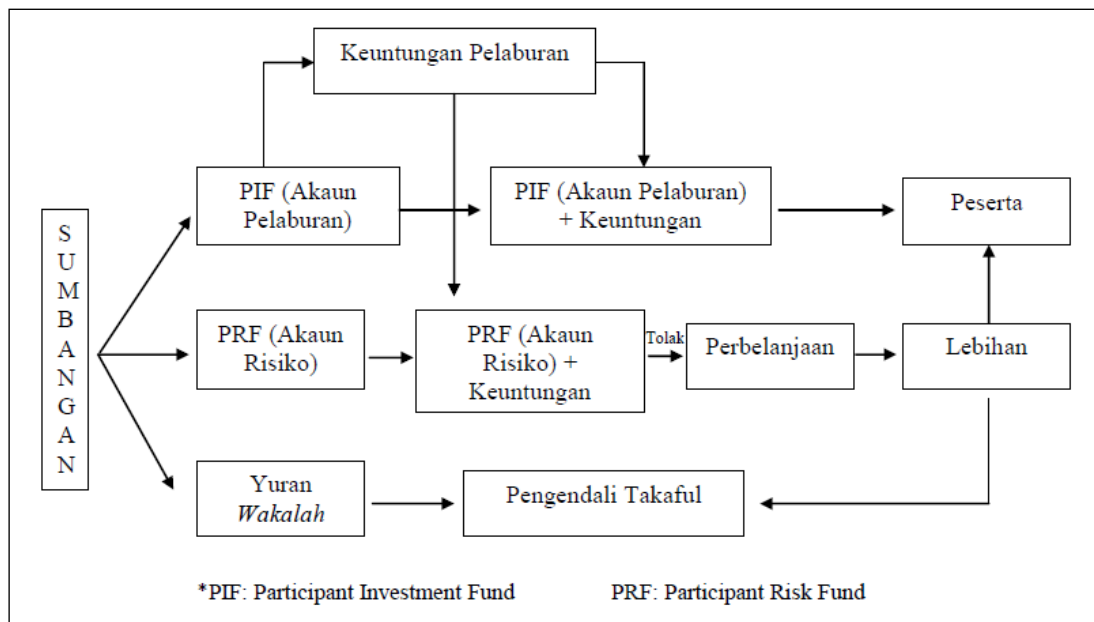 Keuntungan Pelaburan
PIF (Akaun
Pelaburan)
PIF (Akaun Pelaburan)
+ Keuntungan
Peserta
S
U
M
B
A
N
G
A
N
PRF (Akaun
Risiko)
PRF (Akaun
Risiko) +
Keuntungan
Tolak
Perbelanjaan
Lebihan
Yuran
Wakalah
Pengendali Takaful
*PIF: Participant Investment Fund
PRF: Participant Risk Fund